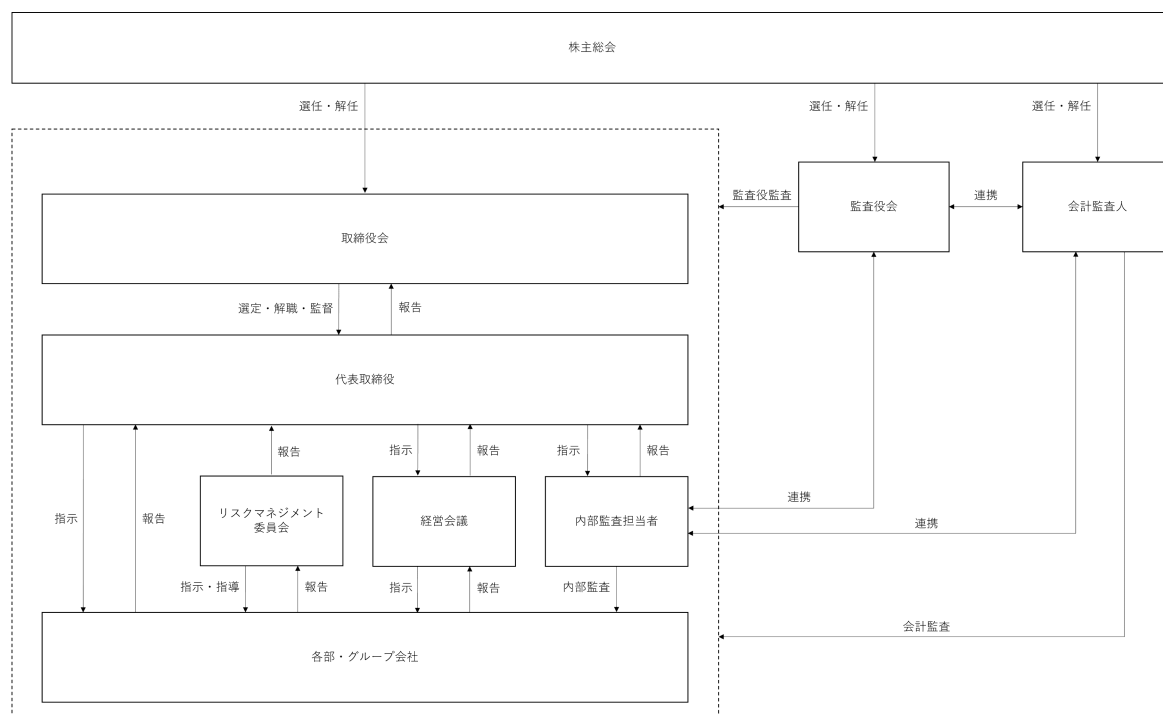 株主総会
選任・解任
選任・解任
選任・解任
監査役監査
監査役会
連携
会計監査人
取締役会
選定・解職・監督
報告
代表取締役
報告
指示
報告
指示
報告
リスクマネジメント
委員会
経営会議
内部監査担当者
連携
指示
報告
連携
指示・指導
報告
指示
報告
内部監査
会計監査
各部・グループ会社